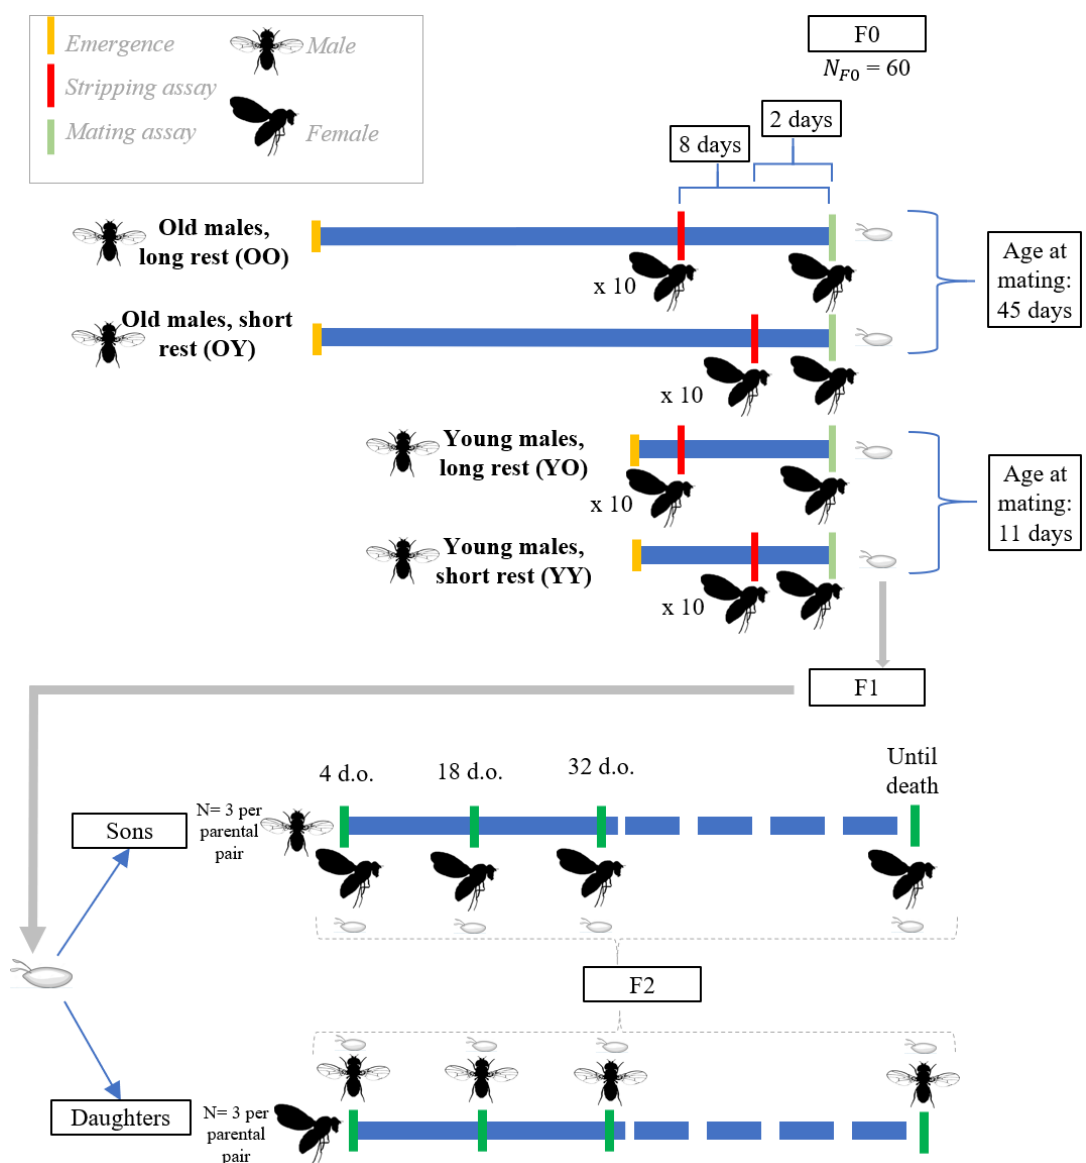 Emergence
Male
Stripping assay
Mating assay
Female
F0
N_F0 = 60
2 days
8 days
Old males,
long rest (OO)
x 10
Old males, short
rest (OY)
x 10
Age at
mating:
45 days
Young males,
long rest (YO)
x 10
Young males,
short rest (YY)
x 10
Age at
mating:
11 days
F1
4 d.o.
18 d.o.
32 d.o.
Until
death
Sons
N= 3 per
parental
pair
F2
Daughters
N= 3 per
parental
pair